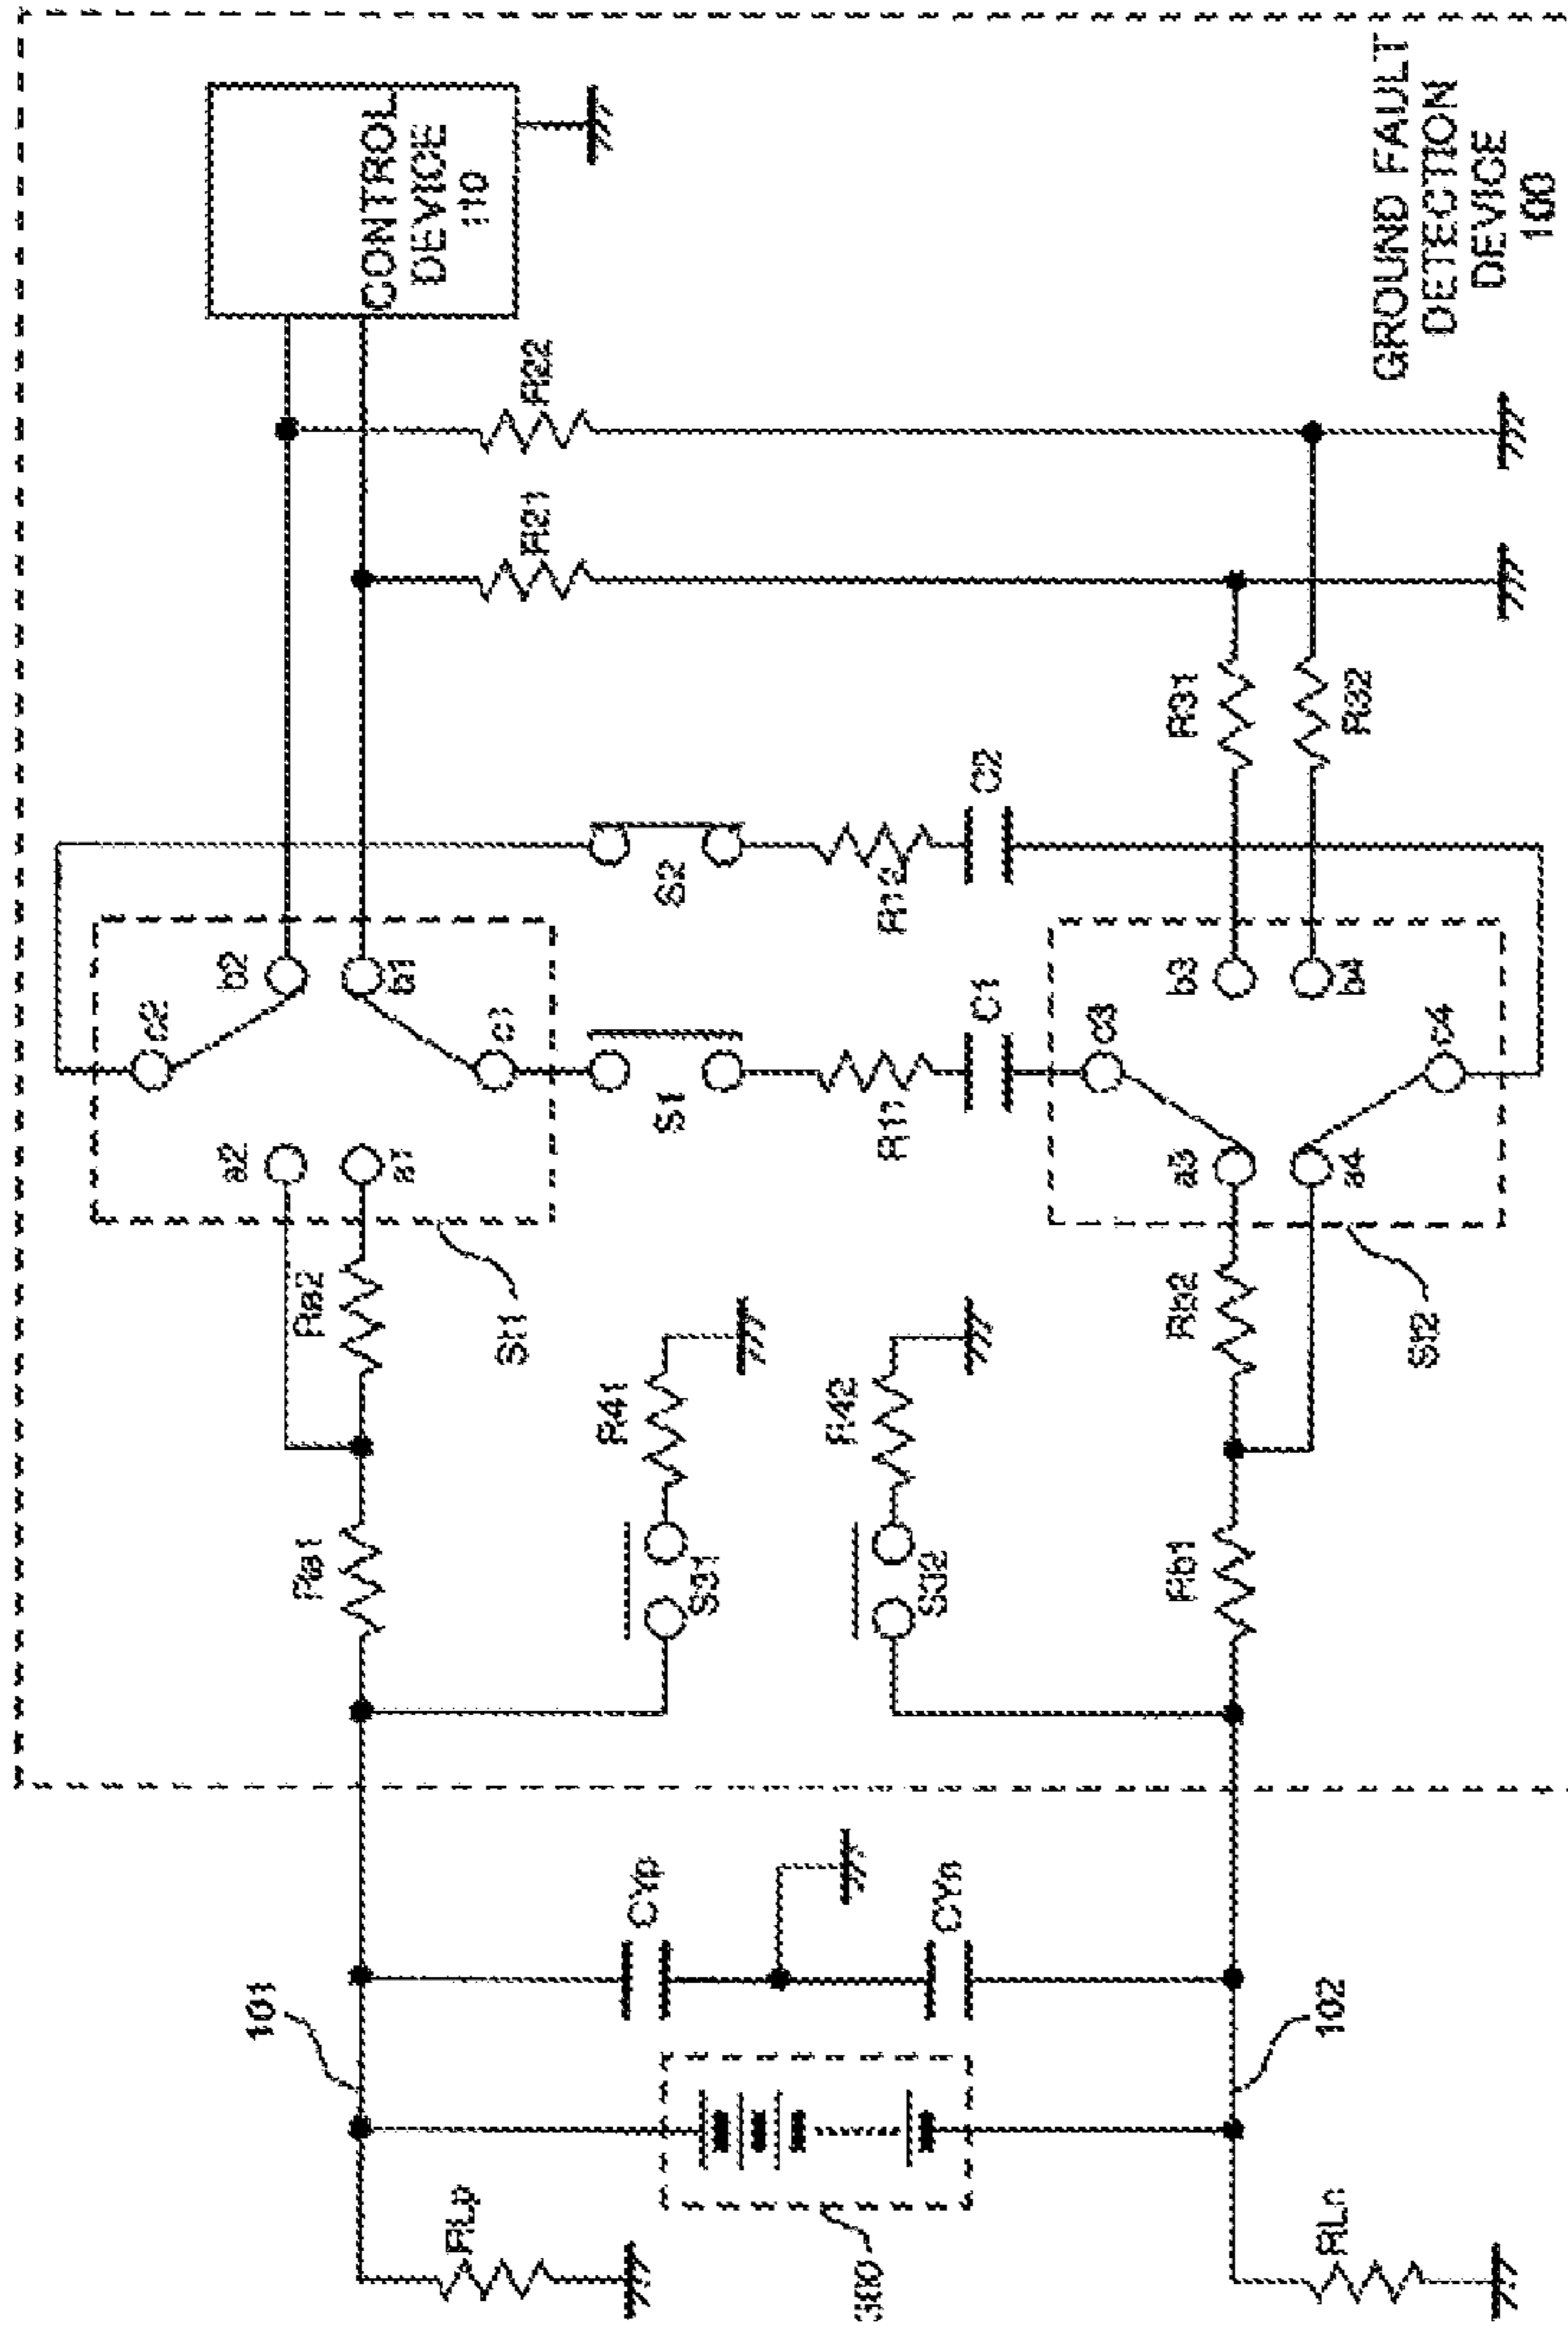 101
RLp
300
RLn
102
CYp
CYn
Ra1
Ra2
S31
R41
S32
R42
Rb1
Rb2
St1
St2
a2
a1
c2
c1
b2
b1
a3
a4
c3
c4
b3
b4
S1
R11
C1
S2
R12
C2
R31
R32
R21
R22
CONTROL
DEVICE
110
GROUND FAULT
DETECTION
DEVICE
100